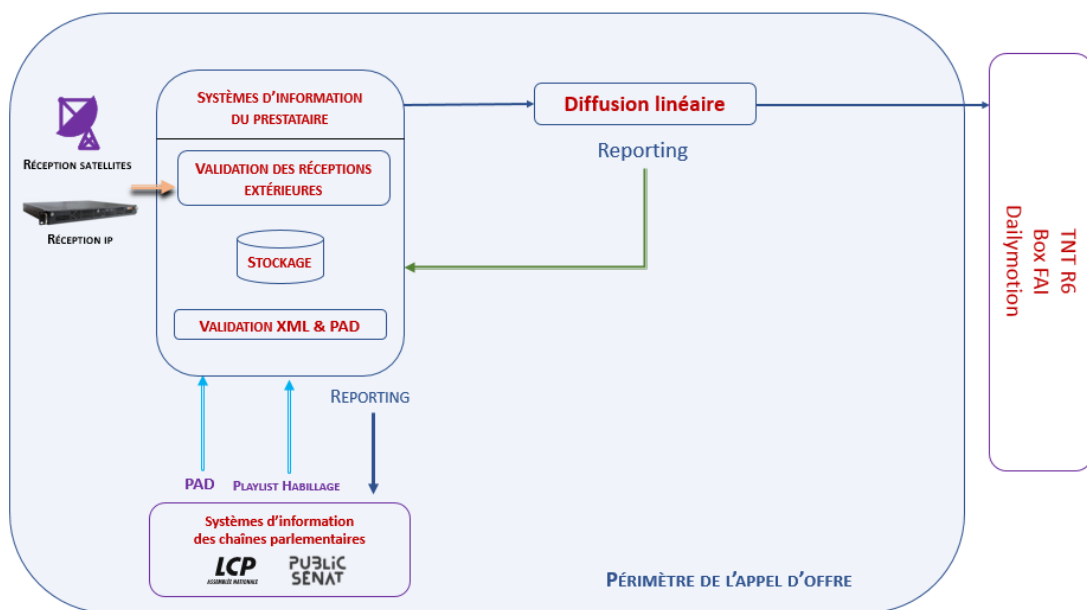 SYSTÈMES D'INFORMATION
DU PRESTATAIRE
Diffusion linéaire
Reporting
RÉCEPTION SATELLITES
VALIDATION DES RÉCEPTIONS
EXTÉRIEURES
RÉCEPTION IP
STOCKAGE
VALIDATION XML & PAD
REPORTING
PAD
PLAYLIST HABILLAGE
Systèmes d'information
des chaînes parlementaires
LCP
ASSEMBLÉE NATIONALE
PUBLIC
SÉNAT
PÉRIMÈTRE DE L'APPEL D'OFFRE
TNT R6
Box FAI
Dailymotion